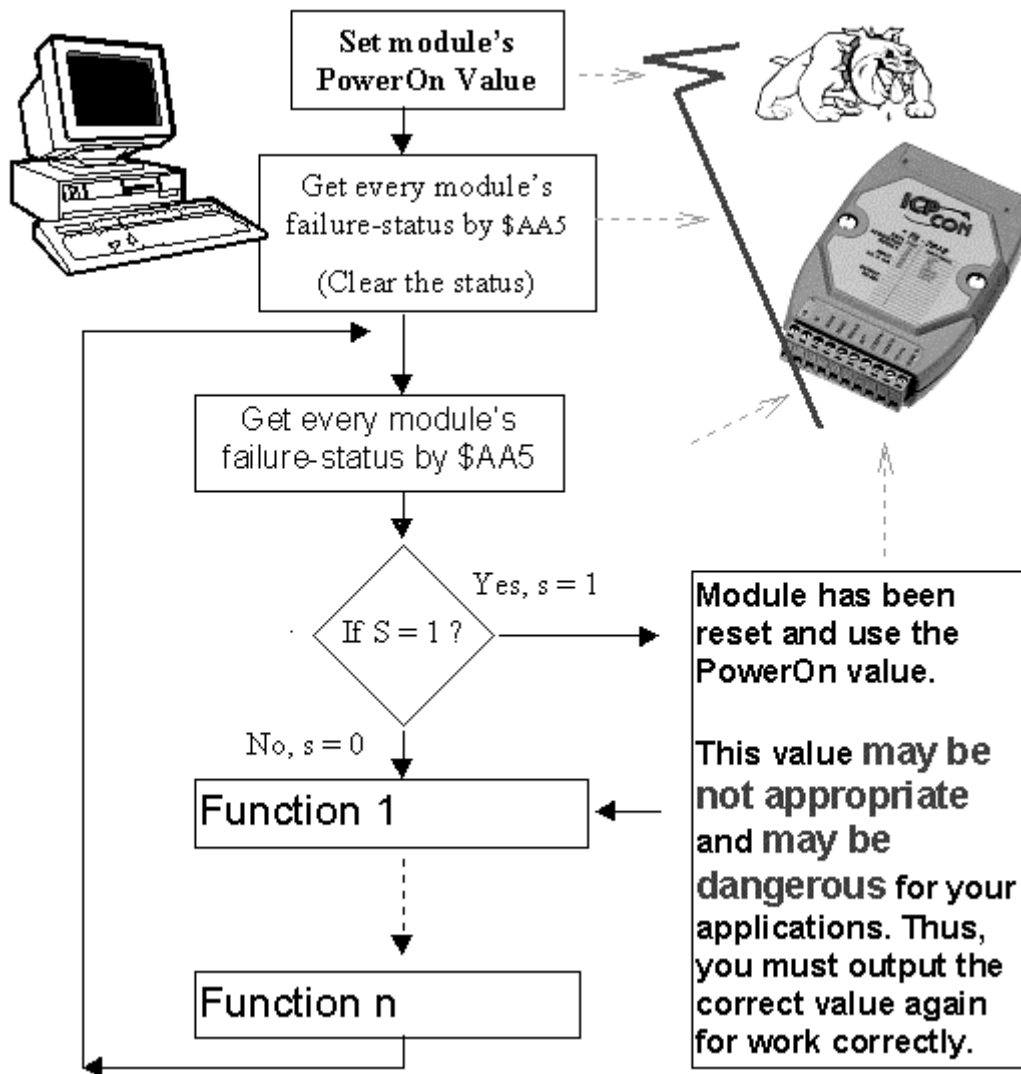 Set module's
PowerOn Value
Get every module's
failure-status by $AA5
(Clear the status)
ICP
CON
Get every module's
failure-status by $AA5
If S = 1 ?
Yes, s = 1
No, s = 0
Function 1
Function n
Module has been
reset and use the
PowerOn value.
This value may be
not appropriate
and may be
dangerous for your
applications. Thus,
you must output the
correct value again
for work correctly.